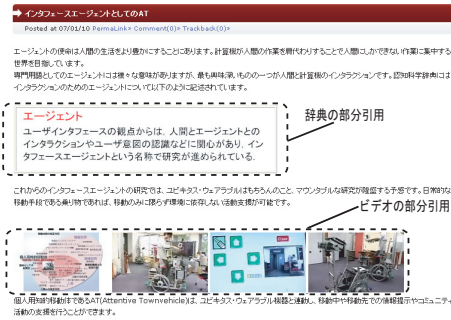 インタフェースエージェントとしてのAT
Posted at 07/01/10 PermaLink» Comment(0)» Trackback(0)»
エージェントの使命は人間の生活をより豊かにすることにあります。計算機が人間の作業を肩代わりすることで人間にしかできない作業に集中する
世界を目指しています。
専門用語としてのエージェントには様々な意味がありますが、最も興味深いものの一つが人間と計算機のインタラクションです。認知科学辞典には
インタラクションのためのエージェントについて以下のように記述されています。
エージェント
ユーザインタフェースの観点からは、人間とエージェントとの
インタラクションやユーザ意図の認識などに関心があり、イン
タフェースエージェントという名称で研究が進められている.
辞典の部分引用
これからのインタフェースエージェントの研究では、ユビキタス・ウェアラブルはもちろんのこと、マウンタブルな研究が隆盛する予感です。日常的な
移動手段である乗り物であれば、移動のみに限らず環境に依存しない活動支援が可能です。
ビデオの部分引用
個人用知的移動体であるAT(Attentive Townvehicle)は、ユビキタス・ウェアラブル機器と連動し、移動中や移動先での情報提示やコミュニティ
活動の支援を行うことができます。